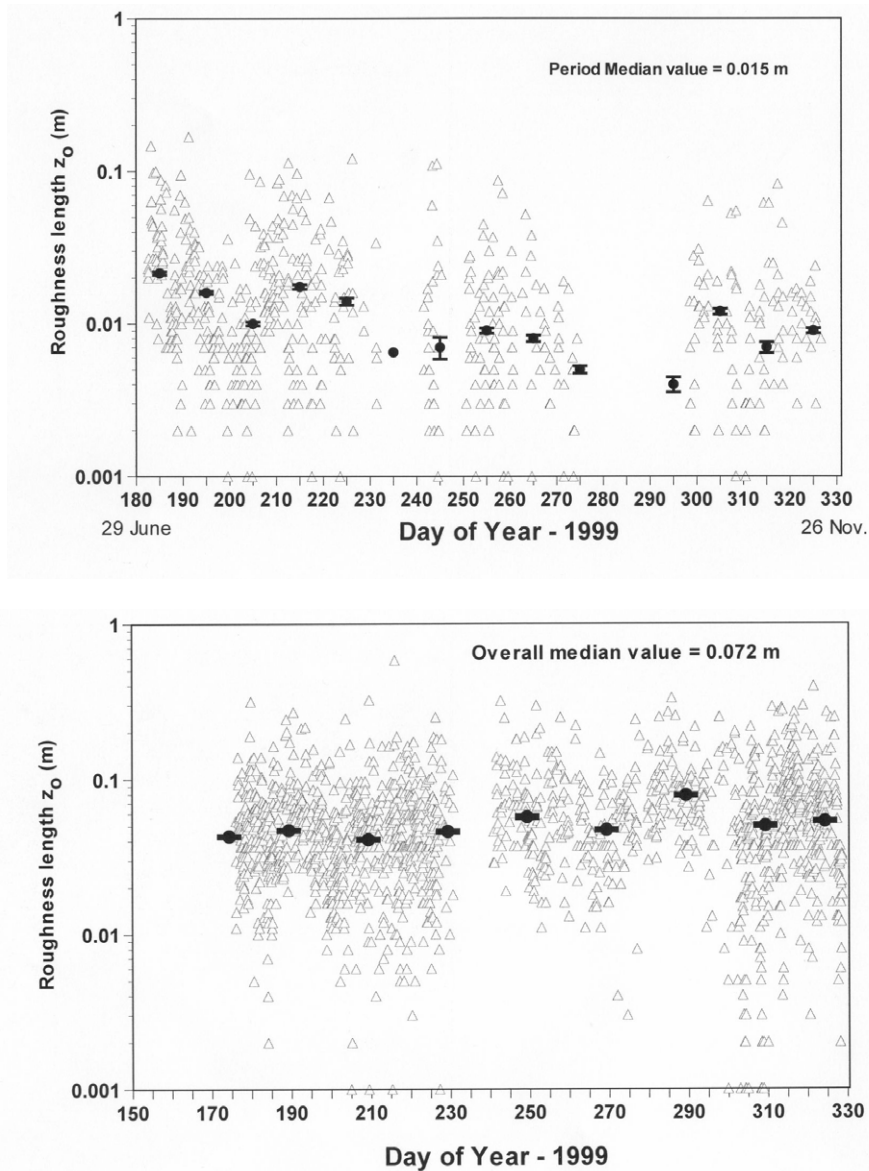 1
Period Median value = 0.015 m
0.1
Roughness length zo (m)
0.01
0.001
180 190 200 210 220 230 240 250 260 270 280 290 300 310 320 330
29 June
Day of Year - 1999
26 Nov.
1
Overall median value = 0.072 m
0.1
Roughness length zo (m)
0.01
0.001
150 170 190 210 230 250 270 290 310 330
Day of Year - 1999